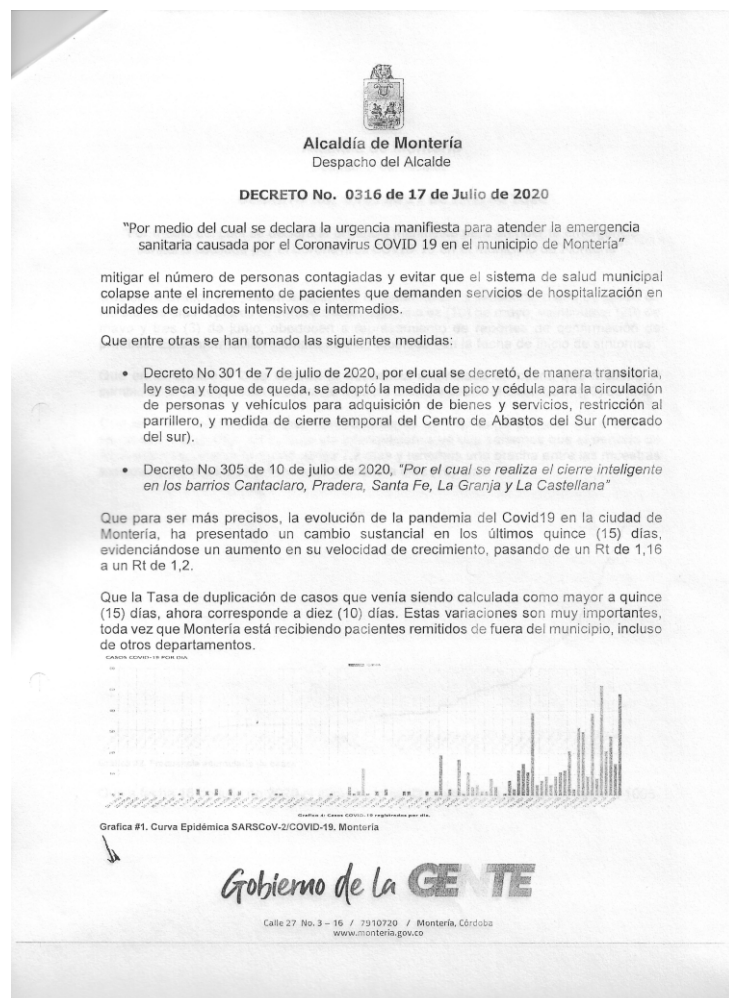 Alcaldía de Montería
Despacho del Alcalde
DECRETO No. 0316 de 17 de Julio de 2020
"Por medio del cual se declara la urgencia manifiesta para atender la emergencia
sanitaria causada por el Coronavirus COVID 19 en el municipio de Montería"
mitigar el número de personas contagiadas y evitar que el sistema de salud municipal
colapse ante el incremento de pacientes que demanden servicios de hospitalización en
unidades de cuidados intensivos e intermedios.
Que entre otras se han tomado las siguientes medidas:
• Decreto No 301 de 7 de julio de 2020, por el cual se decretó, de manera transitoria,
ley seca y toque de queda, se adoptó la medida de pico y cédula para la circulación
de personas y vehículos para adquisición de bienes y servicios, restricción al
parrillero, y medida de cierre temporal del Centro de Abastos del Sur (mercado
del sur).
• Decreto No 305 de 10 de julio de 2020, "Por el cual se realiza el cierre inteligente
en los barrios Cantaclaro, Pradera, Santa Fe, La Granja y La Castellana"
Que para ser más precisos, la evolución de la pandemia del Covid19 en la ciudad de
Montería, ha presentado un cambio sustancial en los últimos quince (15) días,
evidenciándose un aumento en su velocidad de crecimiento, pasando de un Rt de 1,16
a un Rt de 1,2.
Que la Tasa de duplicación de casos que venía siendo calculada como mayor a quince
(15) días, ahora corresponde a diez (10) días. Estas variaciones son muy importantes,
toda vez que Montería está recibiendo pacientes remitidos de fuera del municipio, incluso
de otros departamentos.
CASOS COVID-19 POR DIA
Grafica 4: Casos COVID-19 registrados por día.
Grafica #1. Curva Epidémica SARSCoV-2/COVID-19. Montería
Gobierno de la GENTE
Calle 27 No. 3 – 16 / 7910720 / Montería, Córdoba
www.monteria.gov.co